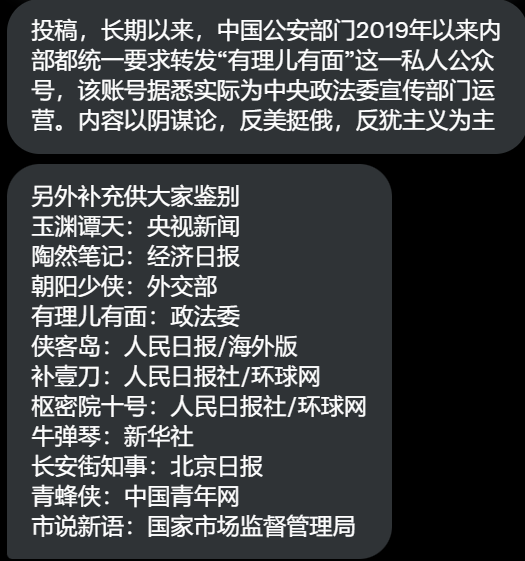 投稿，长期以来，中国公安部门2019年以来内
部都统一要求转发“有理儿有面”这一私人公众
号，该账号据悉实际为中央政法委宣传部门运
营。内容以阴谋论，反美挺俄，反犹主义为主
另外补充供大家鉴别
玉渊谭天：央视新闻
陶然笔记：经济日报
朝阳少侠：外交部
有理儿有面：政法委
侠客岛：人民日报/海外版
补壹刀：人民日报社/环球网
枢密院十号：人民日报社/环球网
牛弹琴：新华社
长安街知事：北京日报
青蜂侠：中国青年网
市说新语：国家市场监督管理局